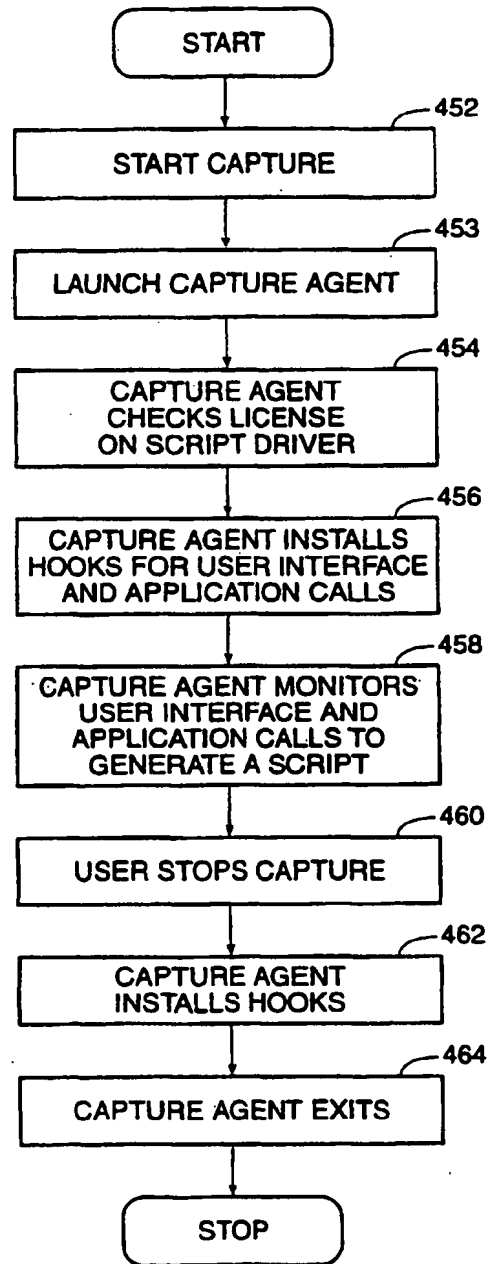 START
452
START CAPTURE
453
LAUNCH CAPTURE AGENT
454
CAPTURE AGENT
CHECKS LICENSE
ON SCRIPT DRIVER
456
CAPTURE AGENT INSTALLS
HOOKS FOR USER INTERFACE
AND APPLICATION CALLS
458
CAPTURE AGENT MONITORS
USER INTERFACE AND
APPLICATION CALLS TO
GENERATE A SCRIPT
460
USER STOPS CAPTURE
462
CAPTURE AGENT
INSTALLS HOOKS
464
CAPTURE AGENT EXITS
STOP